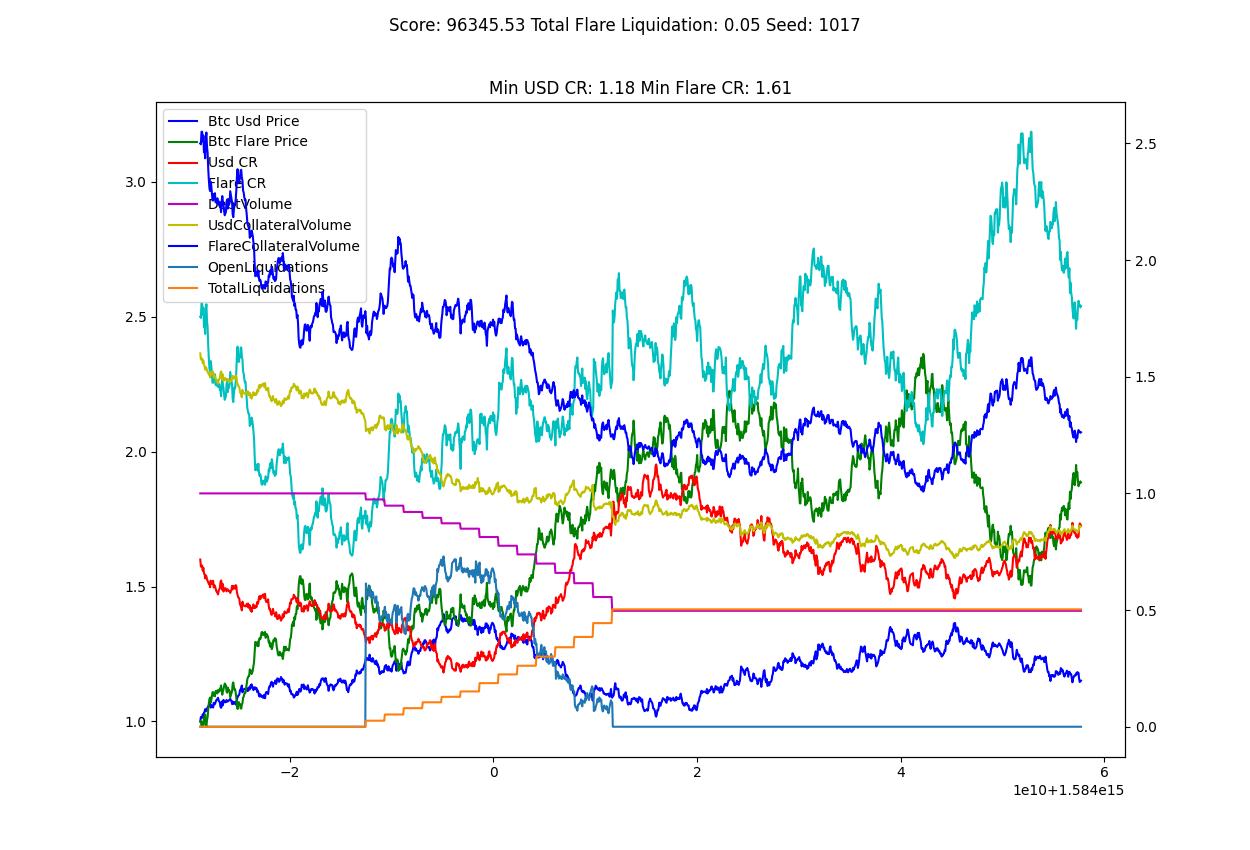 Score: 96345.53 Total Flare Liquidation: 0.05 Seed: 1017
Min USD CR: 1.18 Min Flare CR: 1.61
Btc Usd Price
Btc Flare Price
Usd CR
Flare CR
DebtVolume
UsdCollateralVolume
FlareCollateralVolume
OpenLiquidations
TotalLiquidations
3.0
2.5
2.0
1.5
1.0
2.5
2.0
1.5
1.0
0.5
0.0
−2 0 2 4 6
1e10+1.584e15